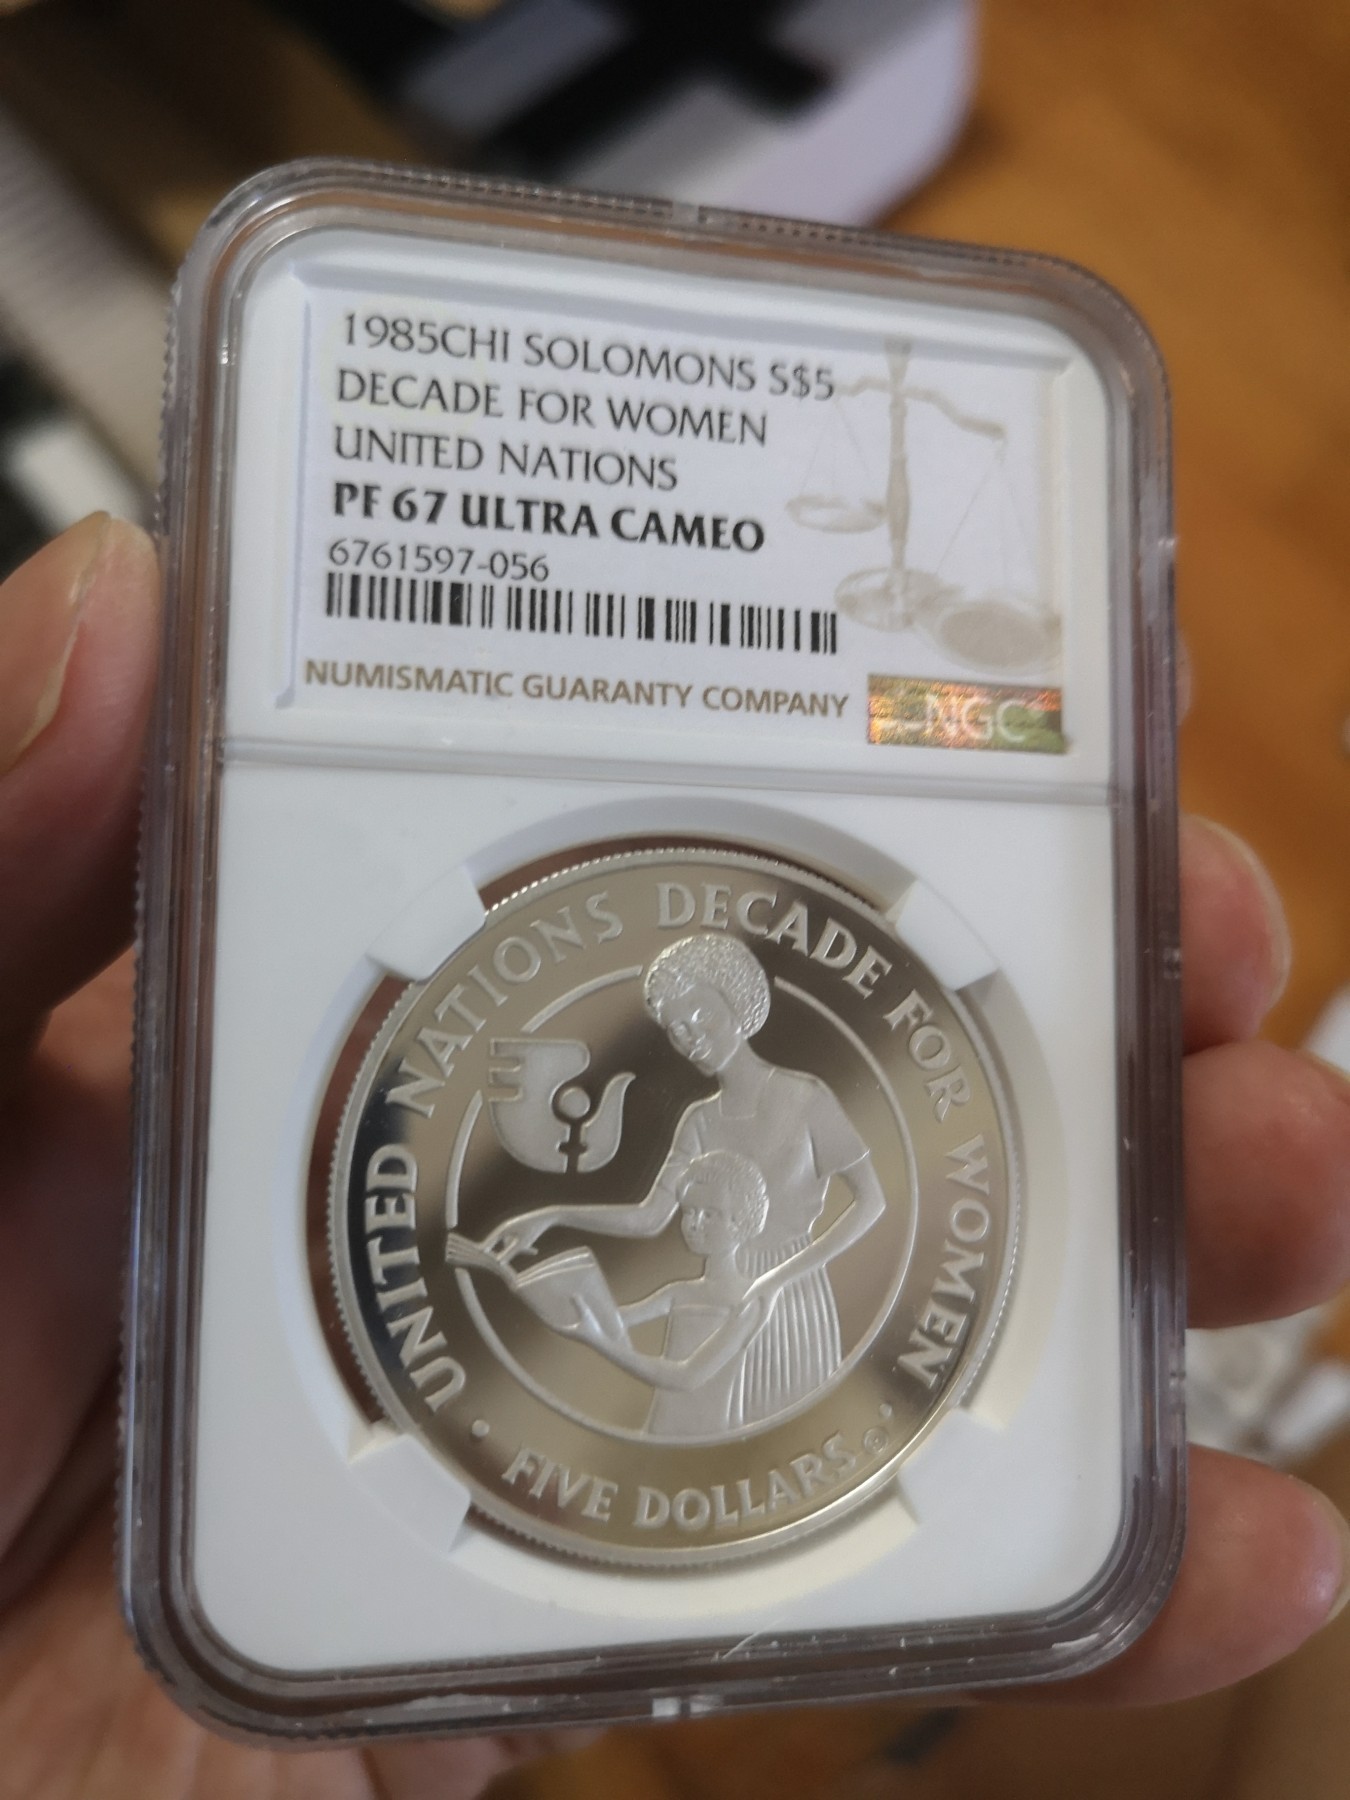 1985CHI SOLOMONS S$5
DECADE FOR WOMEN
UNITED NATIONS
PF 67 ULTRA CAMEO
6761597-056
NUMISMATIC GUARANTY COMPANY
NGC
UNITED NATIONS DECADE FOR WOMEN
• FIVE DOLLARS •